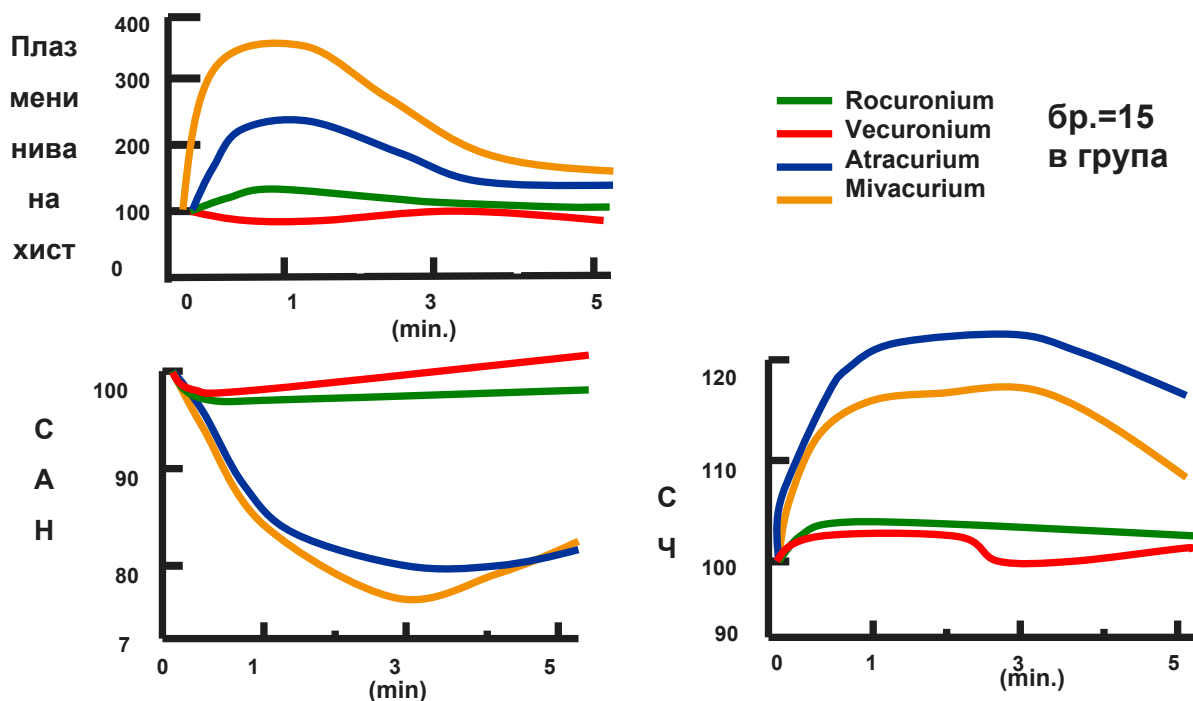 Плаз
мени
нива
на
хист
400
300
200
100
0
0 1 3 5
(min.)
Rocuronium
Vecuronium
Atracurium
Mivacurium
бр.=15
в група
С
А
Н
100
90
80
7
0 1 3 5
(min)
С
Ч
120
110
100
90
0 1 3 5
(min.)